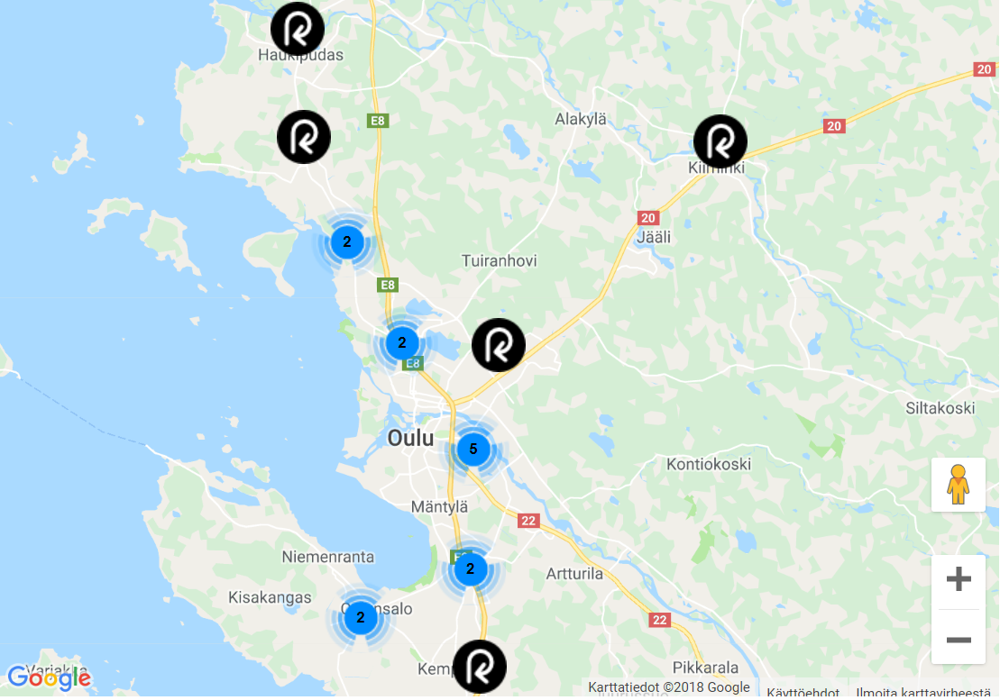 Haukipudas
20
E8
Alakylä
20
Kiiminki
20
Jääli
2
Tuiranhovi
E8
2
E8
Siltakoski
Oulu
5
Kontiokoski
Mäntylä
22
Niemenranta
2
Artturila
Kisakangas
2
22
Pikkarala
Google
Karttatiedot ©2018 Google
Käyttöehdot
Ilmoita karttavirheestä